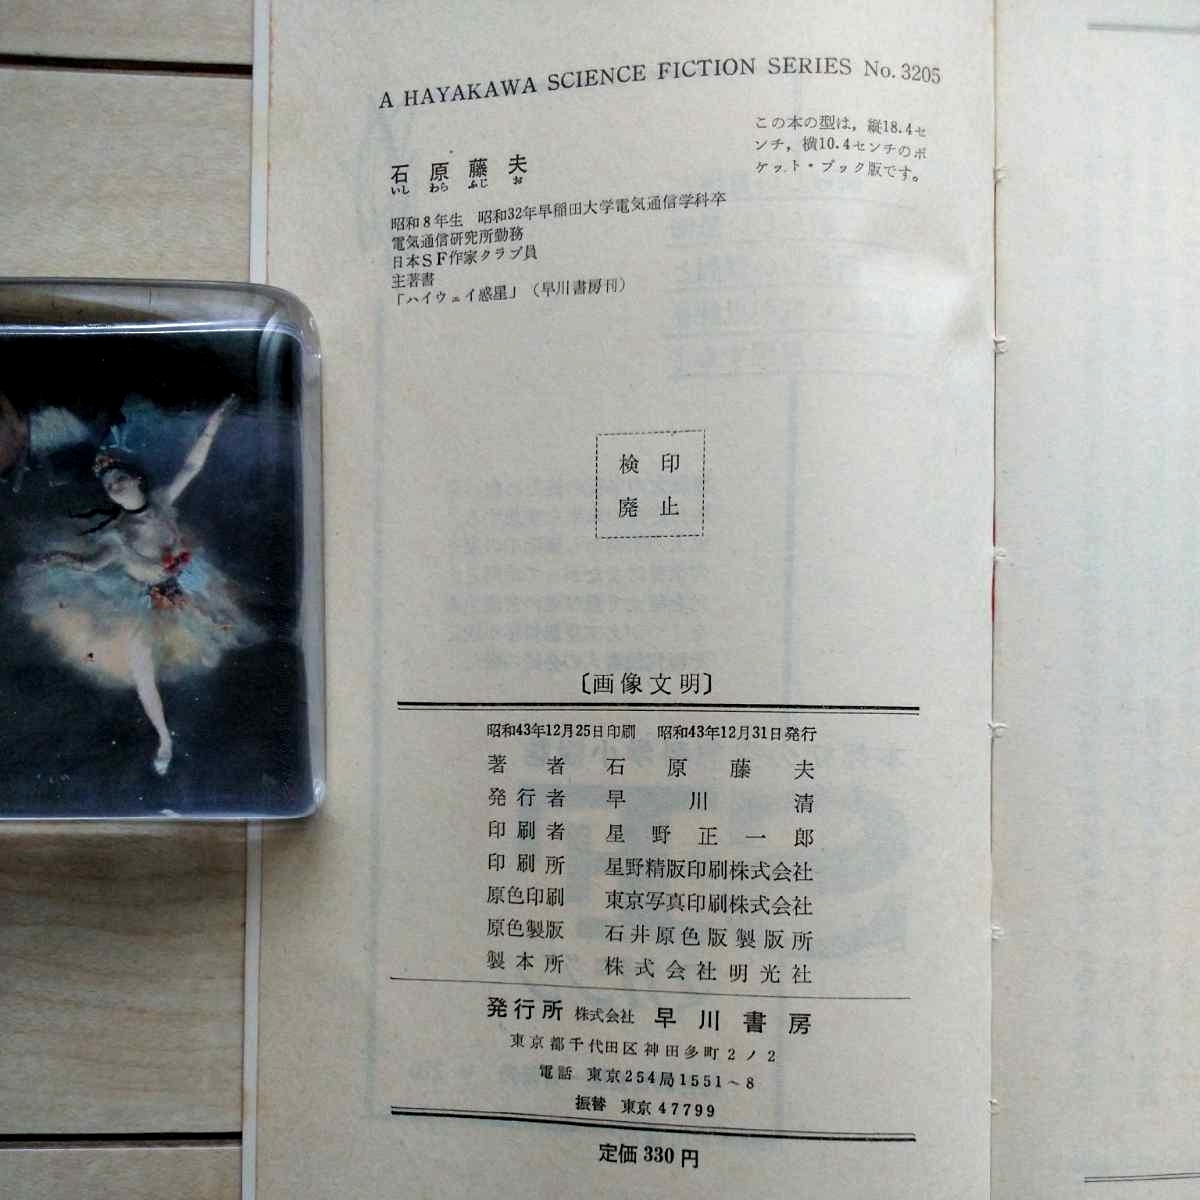 A HAYAKAWA SCIENCE FICTION SERIES No. 3205
この本の型は，縦18.4セ
ンチ，横10.4センチのポ
ケット・ブック版です。
石原藤夫
いし わら ふじ お
昭和8年生 昭和32年早稲田大学電気通信学科卒
電気通信研究所勤務
日本SF作家クラブ員
主著書
「ハイウェイ惑星」（早川書房刊）
検印
廃止
〔画像文明〕
昭和43年12月25日印刷 昭和43年12月31日発行
著者 石原藤夫
発行者 早川清
印刷者 星野正一郎
印刷所 星野精版印刷株式会社
原色印刷 東京写真印刷株式会社
原色製版 石井原色版製版所
製本所 株式会社明光社
発行所 株式会社 早川書房
東京都千代田区神田多町2ノ2
電話 東京254局1551～8
振替 東京47799
定価330円